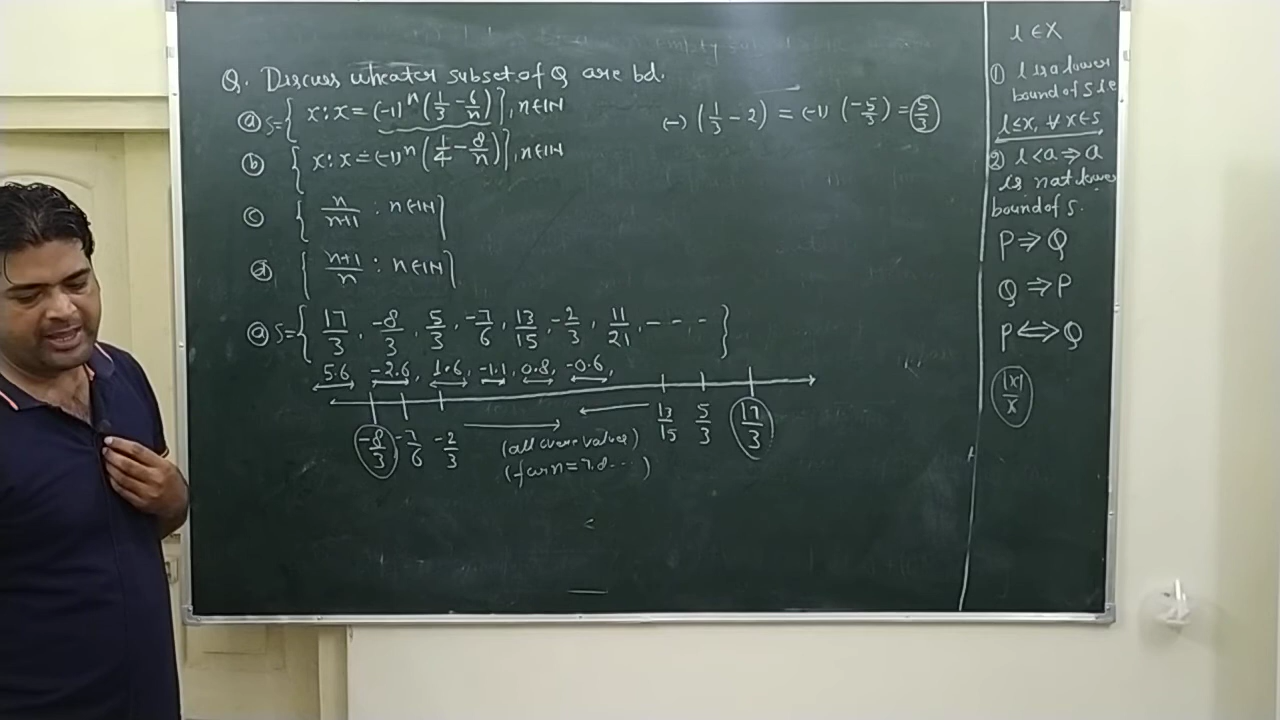 Q. Discuss wheater subset of Q are bd.
(a) S={ x : x = (-1)^n (1/3 - 6/n) }, n∈IN
(b) { x : x = (-1)^n (1/4 - 8/n) }, n∈IN
(c) { n/n+1 : n∈IN }
(d) { n+1/n : n∈IN }
(a) S={ 17/3, -8/3, 5/3, -7/6, 13/15, -2/3, 11/21, - - - }
5.6, -2.6, 1.6, -1.1, 0.8, -0.6,
-8/3 -7/6 -2/3 13/15 5/3 17/3
(all values)
(for n=7,8...)
(-1) (1/3 - 2) = (-1) (-5/3) = 5/3
l∈X
① l is a lower
bound of S i.e
l≤x, ∀ x∈S
② l<a ⇒ a
is not lower
bound of S.
P⇒Q
Q⇒P
P⇔Q
|x|/x